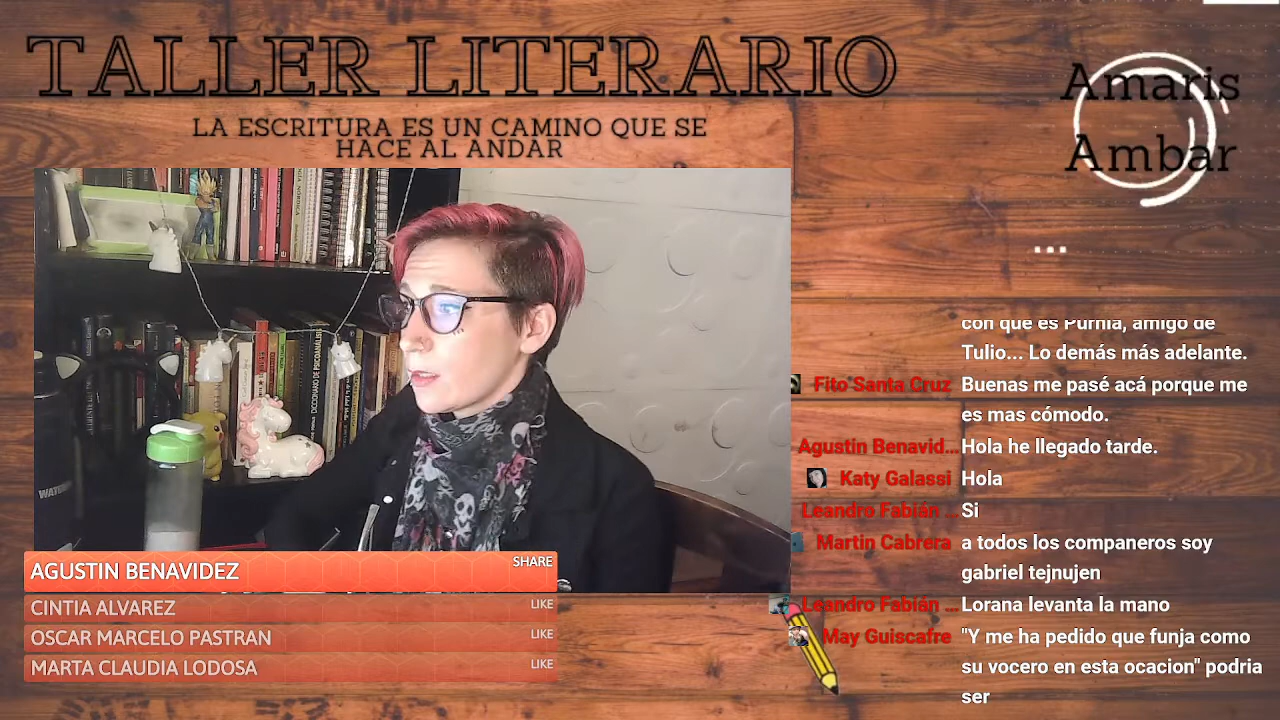 TALLER LITERARIO
LA ESCRITURA ES UN CAMINO QUE SE
HACE AL ANDAR
Amaris
Ambar
...
con que es Purnia, amigo de
Tulio... Lo demás más adelante.
Fito Santa Cruz Buenas me pasé acá porque me
es mas cómodo.
Agustin Benavid... Hola he llegado tarde.
Katy Galassi Hola
Leandro Fabián ... Si
Martin Cabrera a todos los companeros soy
gabriel tejnujen
Leandro Fabián ... Lorana levanta la mano
May Guiscafre "Y me ha pedido que funja como
su vocero en esta ocacion" podria
ser
DICCIONARIO DE PSICOANÁLISIS
WATER
AGUSTIN BENAVIDEZ SHARE
CINTIA ALVAREZ LIKE
OSCAR MARCELO PASTRAN LIKE
MARTA CLAUDIA LODOSA LIKE